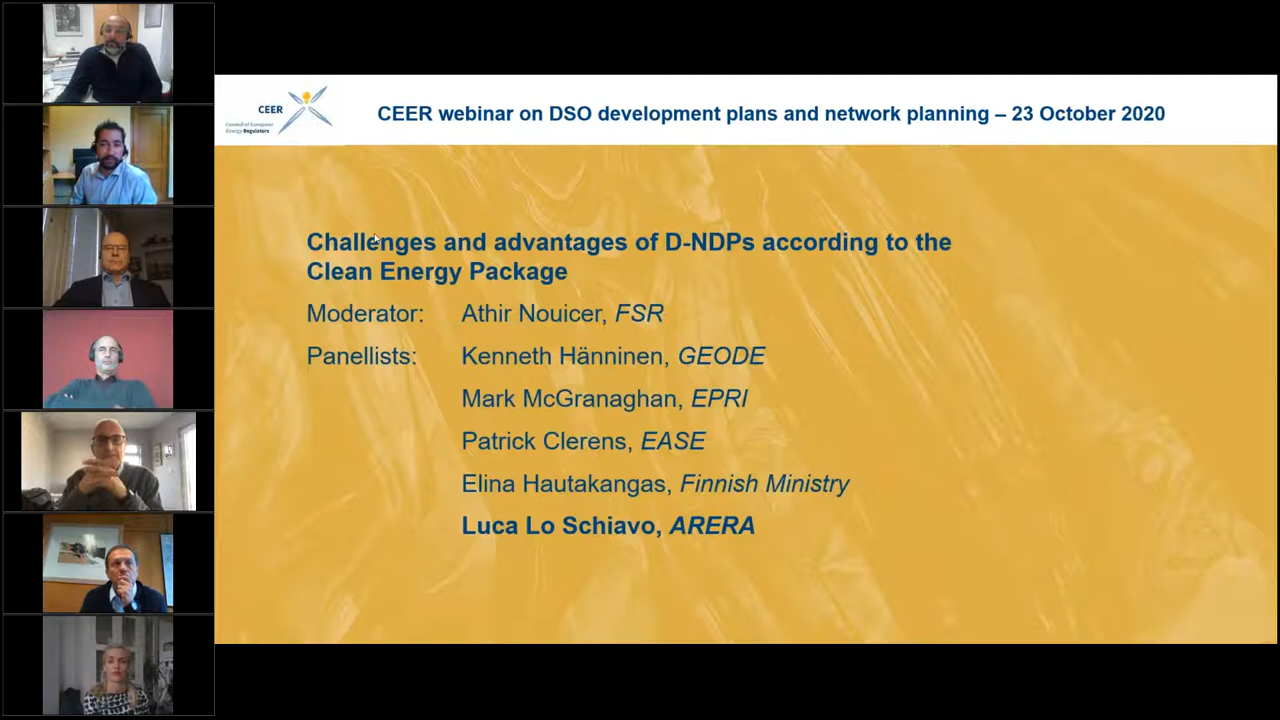 CEER
Council of European
Energy Regulators
CEER webinar on DSO development plans and network planning – 23 October 2020
Challenges and advantages of D-NDPs according to the
Clean Energy Package
Moderator: Athir Nouicer, FSR
Panellists: Kenneth Hänninen, GEODE
Mark McGranaghan, EPRI
Patrick Clerens, EASE
Elina Hautakangas, Finnish Ministry
Luca Lo Schiavo, ARERA